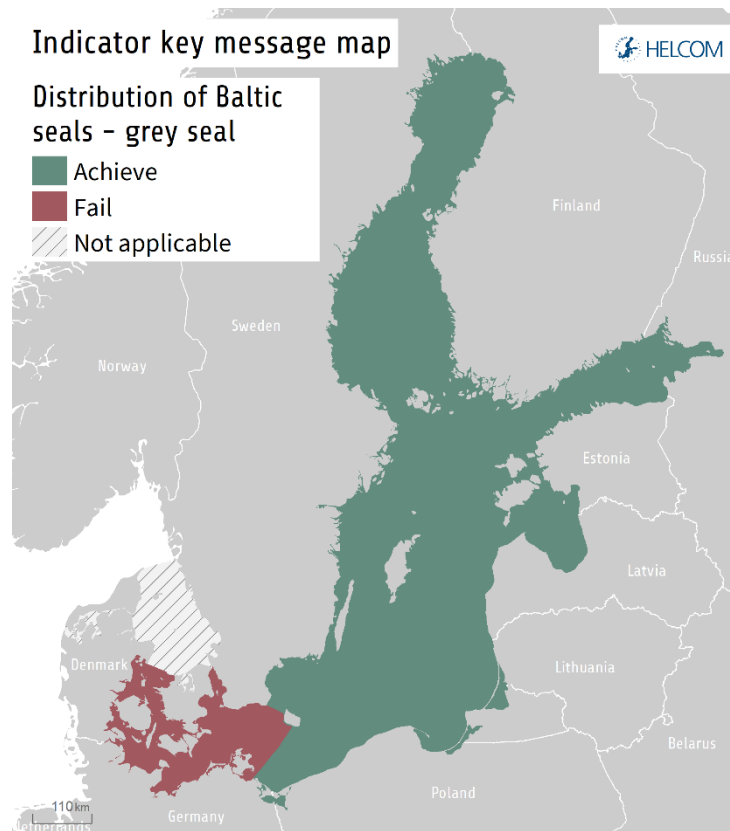 Indicator key message map
HELCOM
Distribution of Baltic
seals - grey seal
Achieve
Fail
Not applicable
Finland
Russia
Sweden
Norway
Estonia
Latvia
Denmark
Lithuania
Belarus
Poland
110 km
Germany
Netherlands